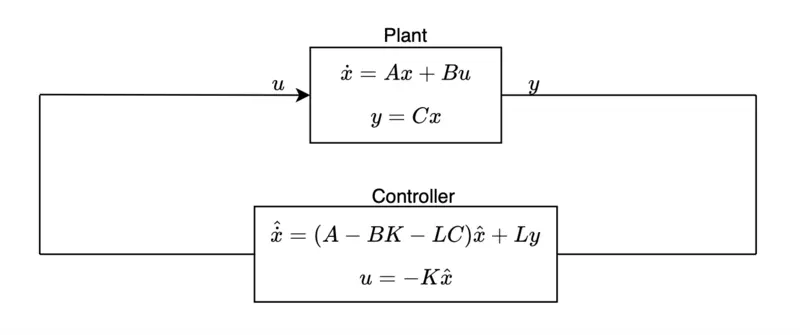 Plant
ẋ = Ax + Bu
y = Cx
u
y
Controller
x̂̇ = (A − BK − LC)x̂ + Ly
u = −Kx̂